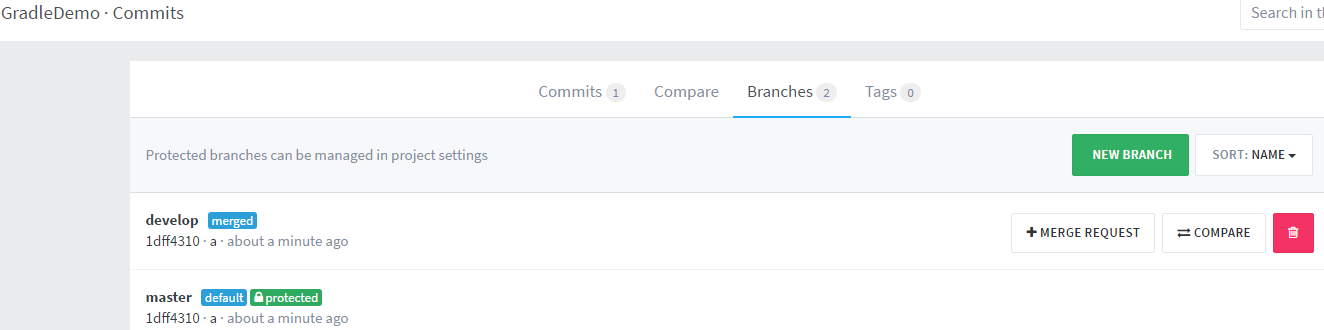 GradleDemo · Commits
Search in th
Commits 1 Compare Branches 2 Tags 0
Protected branches can be managed in project settings
NEW BRANCH SORT: NAME
develop merged
1dff4310 · a · about a minute ago
MERGE REQUEST COMPARE
master default protected
1dff4310 · a · about a minute ago